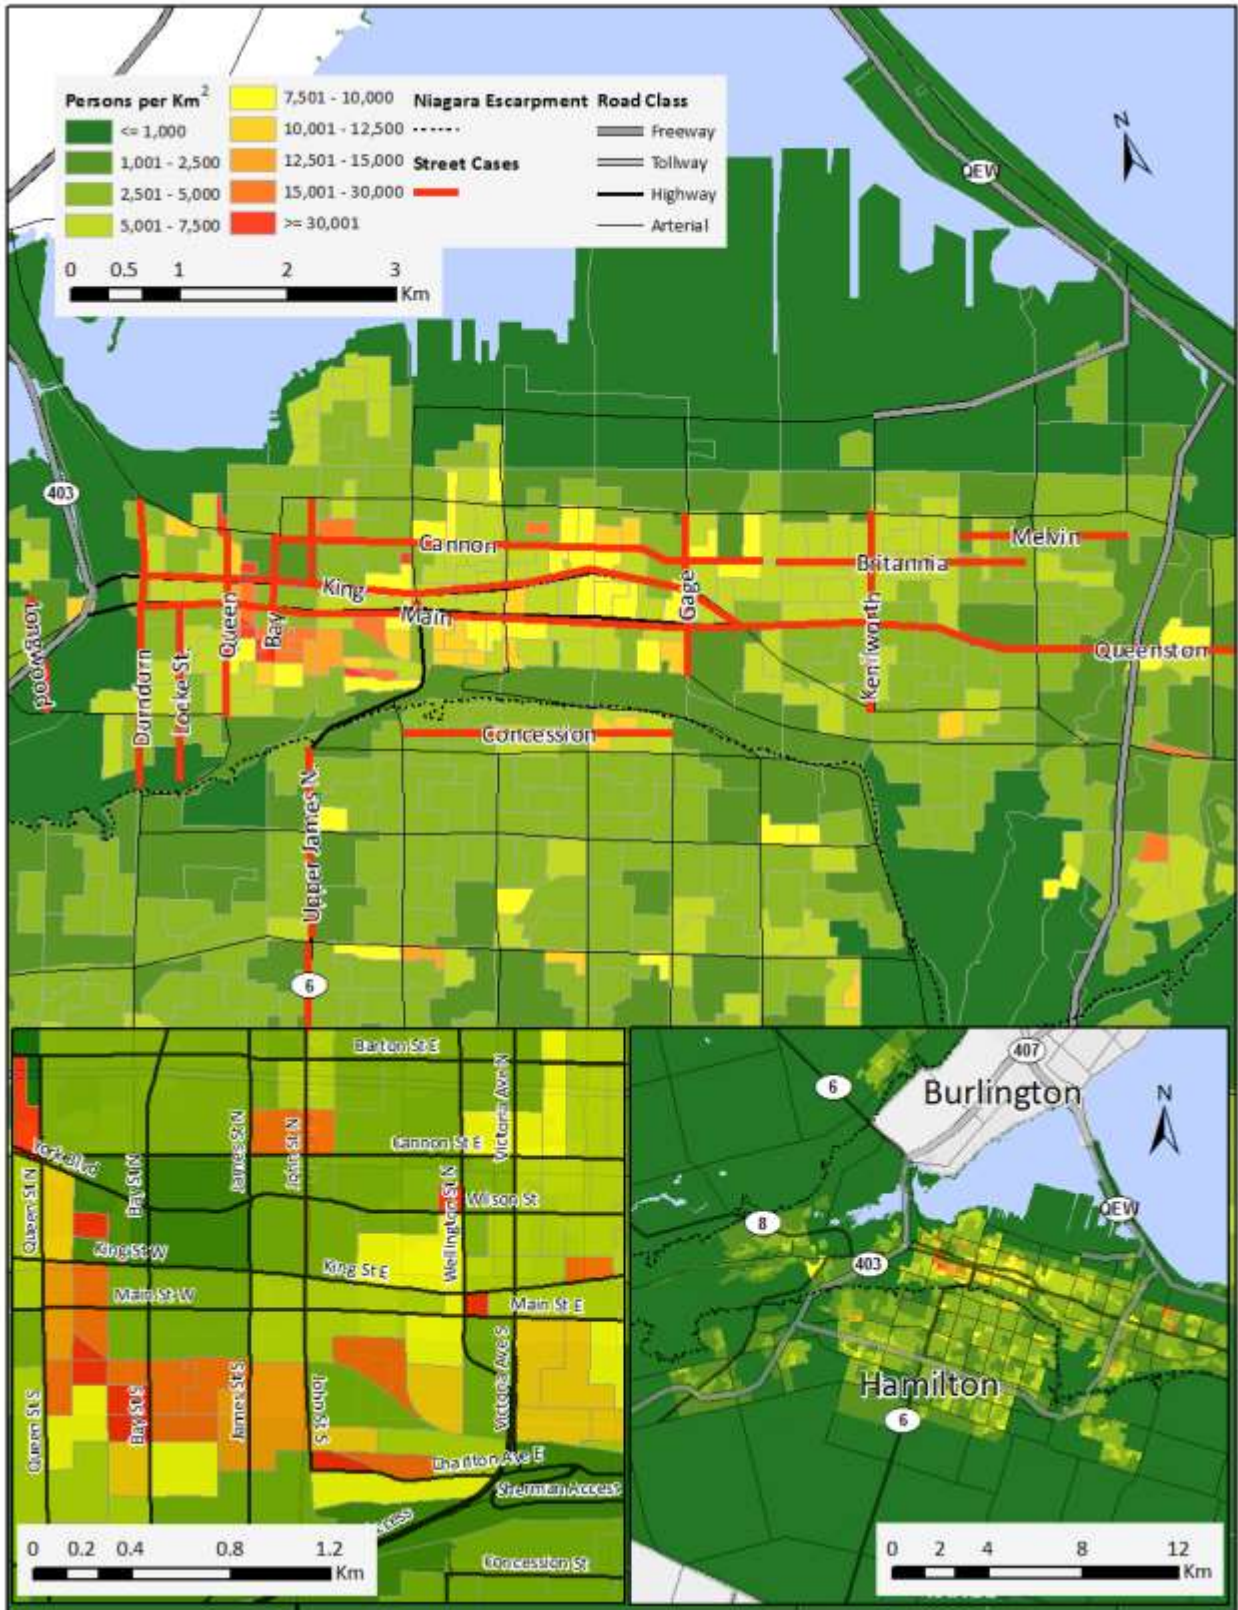 Persons per Km2
<= 1,000
1,001 - 2,500
2,501 - 5,000
5,001 - 7,500
7,501 - 10,000
10,001 - 12,500
12,501 - 15,000
15,001 - 30,000
>= 30,001
Niagara Escarpment
Street Cases
Road Class
Freeway
Tollway
Highway
Arterial
0 0.5 1 2 3
Km
N
QEW
403
Cannon
Melvin
Britannia
King
Main
Gage
Queen
Bay
Longwood
Durndurn
Locke St.
Kenilworth
Queenston
Concession
Upper James N.
6
Barton St E
Victoria Ave N
James St N
John St N
Cannon St E
York Blvd
Queen St N
Bay St N
Wellington St N
Wilson St
King St W
King St E
Main St W
Main St E
Queen St S
Bay St S
James St S
John St S
Victoria Ave S
Charlton Ave E
Sherman Access
Concession St
0 0.2 0.4 0.8 1.2
Km
407
6
Burlington
N
8
QEW
403
Hamilton
6
0 2 4 8 12
Km